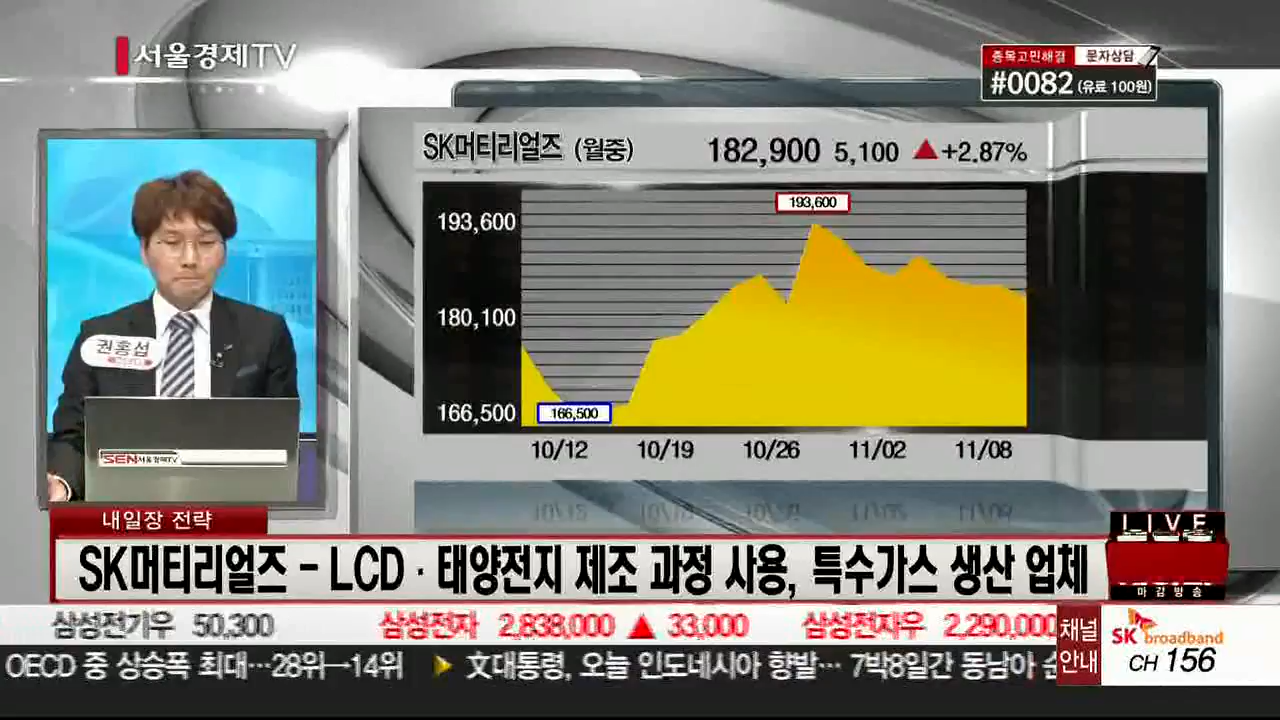 서울경제TV
종목고민해결 문자상담
#0082 (유료 100원)
SK머티리얼즈 (월중) 182,900 5,100 ▲+2.87%
193,600
193,600
180,100
166,500
166,500
10/12 10/19 10/26 11/02 11/08
권홍섭
SEN서울경제TV
내일장 전략
SK머티리얼즈 - LCD·태양전지 제조 과정 사용, 특수가스 생산 업체
LIVE
마감방송
삼성전기우 50,300 삼성전자 2,838,000 ▲ 33,000 삼성전자우 2,290,000
채널안내
SK broadband
CH 156
OECD 중 상승폭 최대…28위→14위 文대통령, 오늘 인도네시아 향발… 7박8일간 동남아